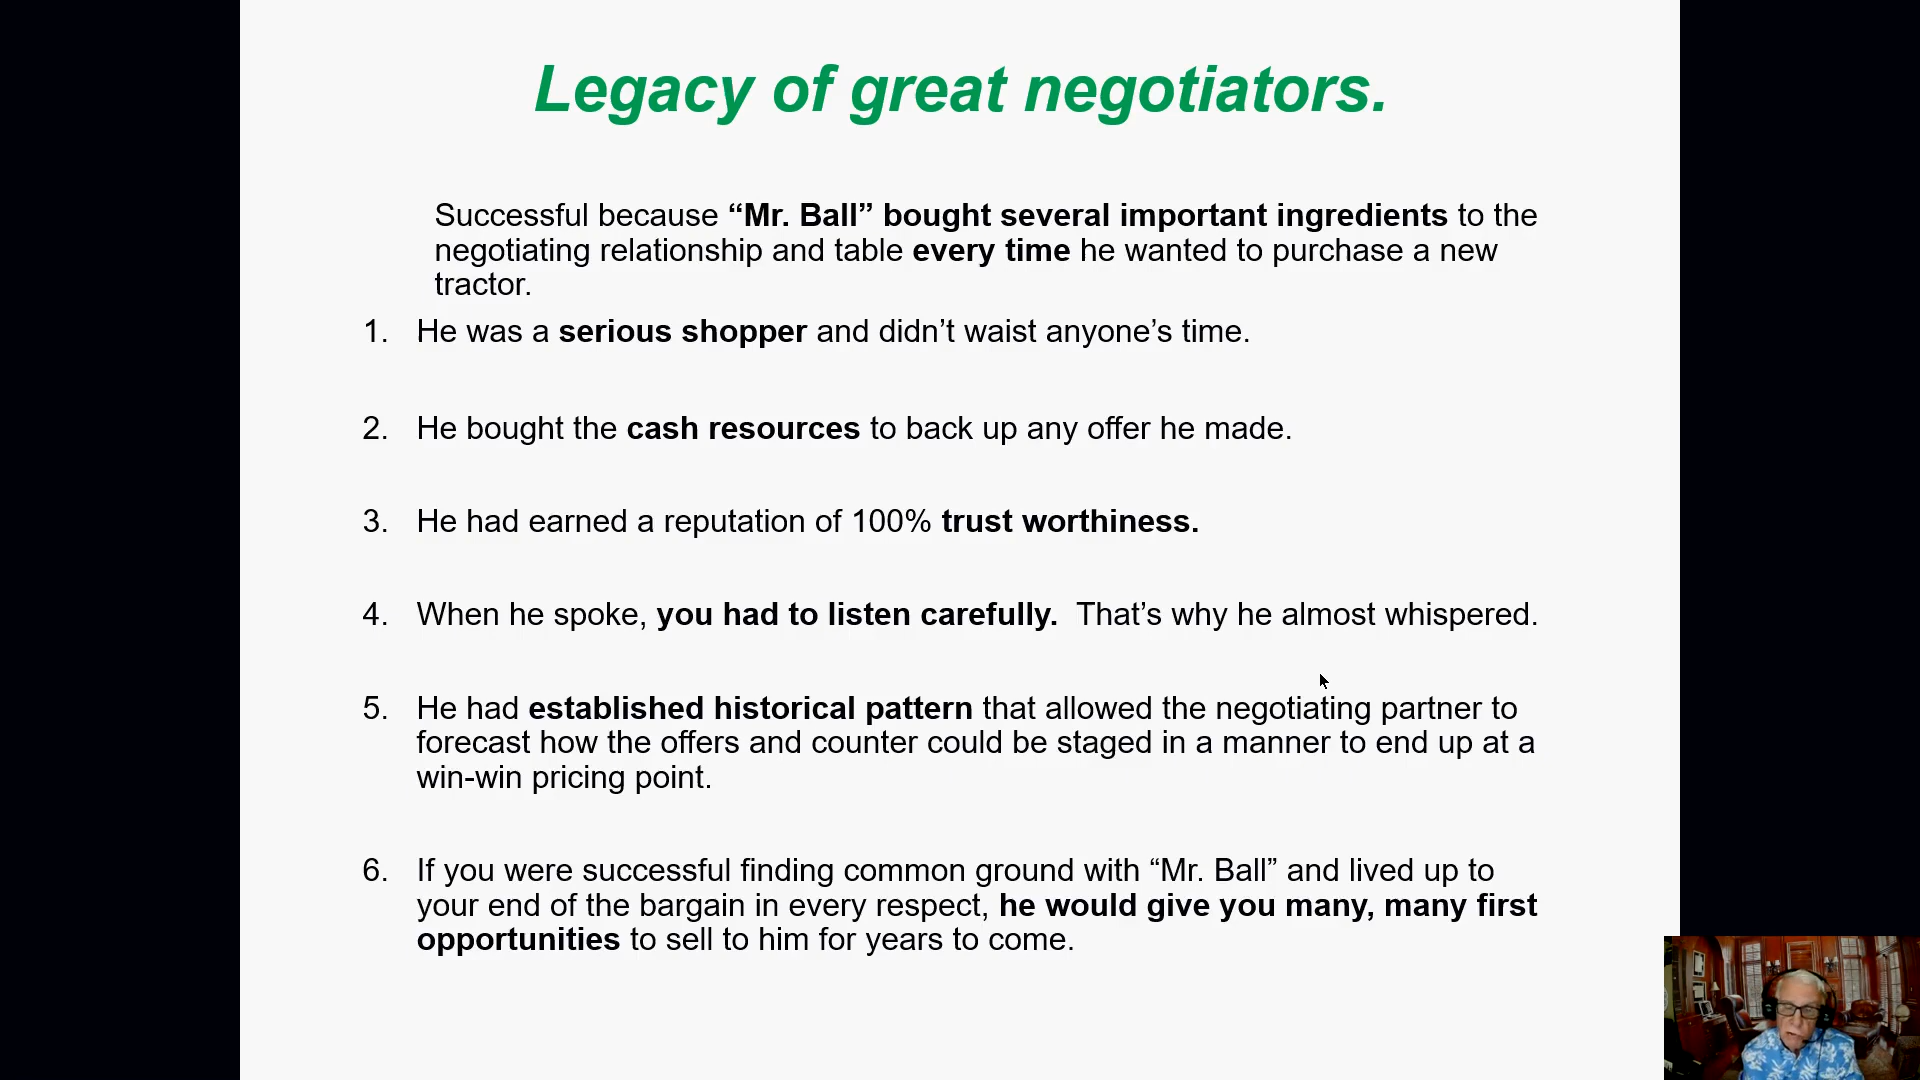 Legacy of great negotiators.
Successful because “Mr. Ball” bought several important ingredients to the
negotiating relationship and table every time he wanted to purchase a new
tractor.
1. He was a serious shopper and didn’t waist anyone’s time.
2. He bought the cash resources to back up any offer he made.
3. He had earned a reputation of 100% trust worthiness.
4. When he spoke, you had to listen carefully.  That’s why he almost whispered.
5. He had established historical pattern that allowed the negotiating partner to
forecast how the offers and counter could be staged in a manner to end up at a
win-win pricing point.
6. If you were successful finding common ground with “Mr. Ball” and lived up to
your end of the bargain in every respect, he would give you many, many first
opportunities to sell to him for years to come.